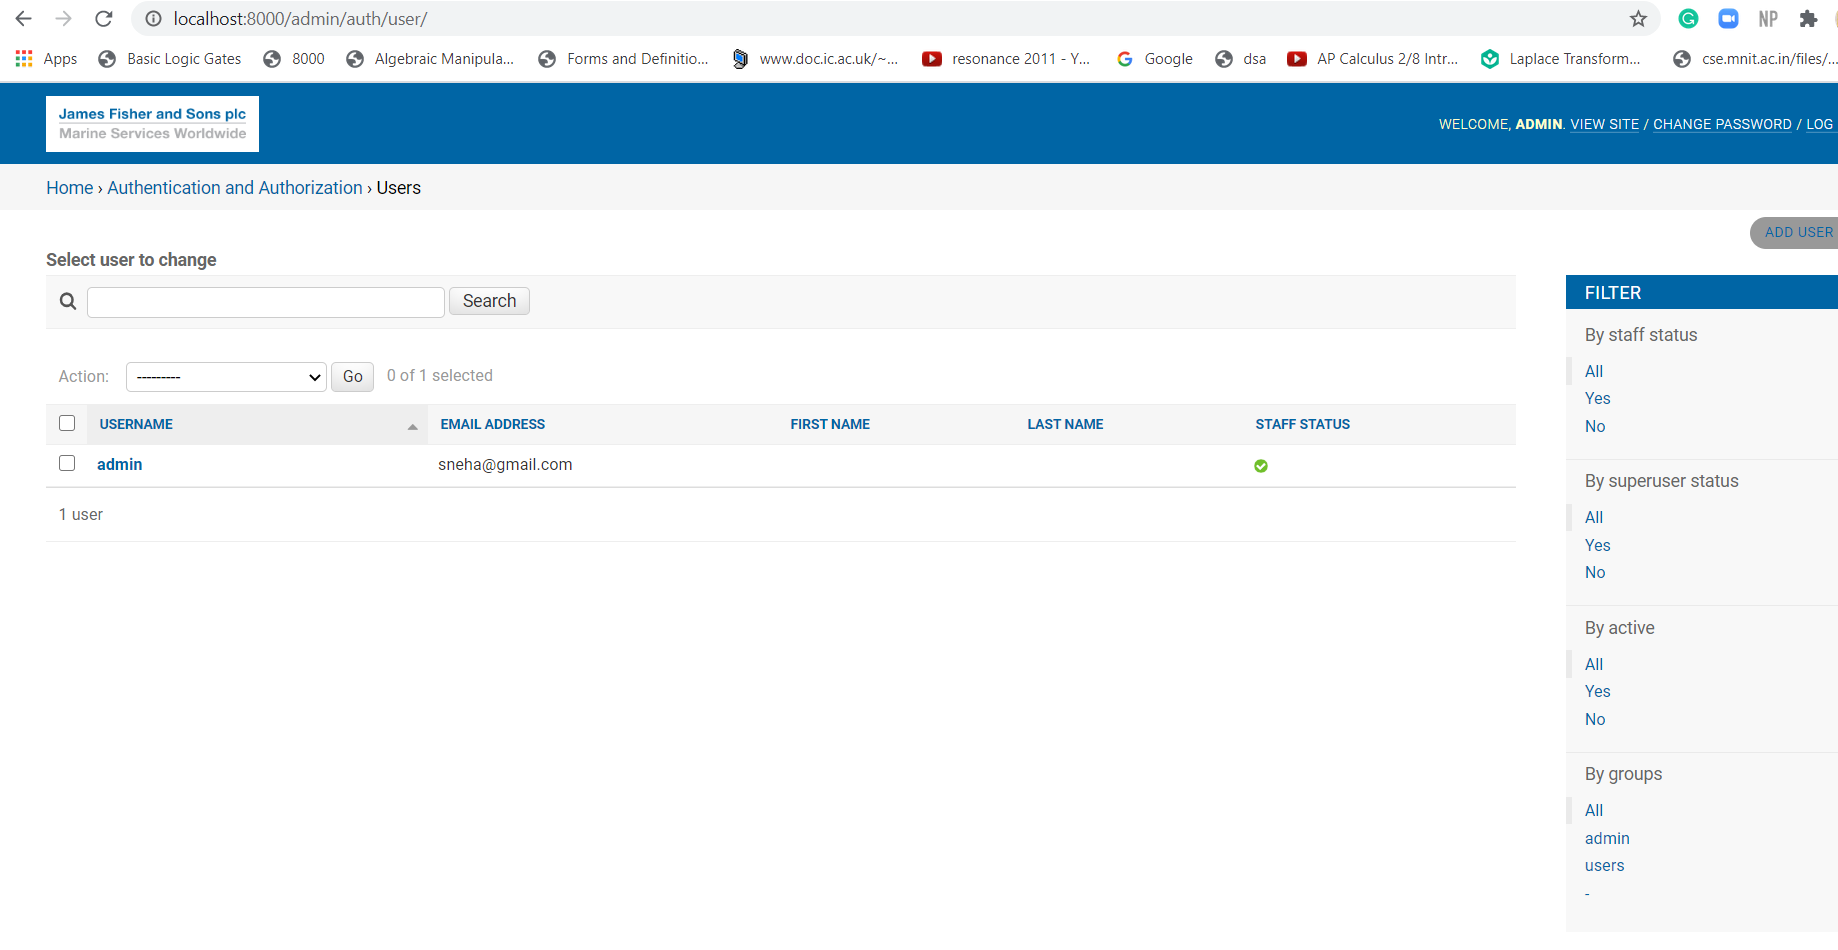 localhost:8000/admin/auth/user/
NP
Apps Basic Logic Gates 8000 Algebraic Manipula... Forms and Definitio... www.doc.ic.ac.uk/~... resonance 2011 - Y... Google dsa AP Calculus 2/8 Intr... Laplace Transform... cse.mnit.ac.in/files/...
James Fisher and Sons plc
Marine Services Worldwide
WELCOME, ADMIN. VIEW SITE / CHANGE PASSWORD / LOG
Home › Authentication and Authorization › Users
ADD USER
Select user to change
Search
Action: --------- Go 0 of 1 selected
USERNAME EMAIL ADDRESS FIRST NAME LAST NAME STAFF STATUS
admin sneha@gmail.com
1 user
FILTER
By staff status
All
Yes
No
By superuser status
All
Yes
No
By active
All
Yes
No
By groups
All
admin
users
-